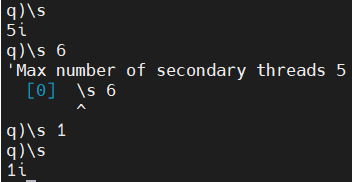 q)\s
5i
q)\s 6
'Max number of secondary threads 5
  [0]  \s 6
       ^
q)\s 1
q)\s
1i